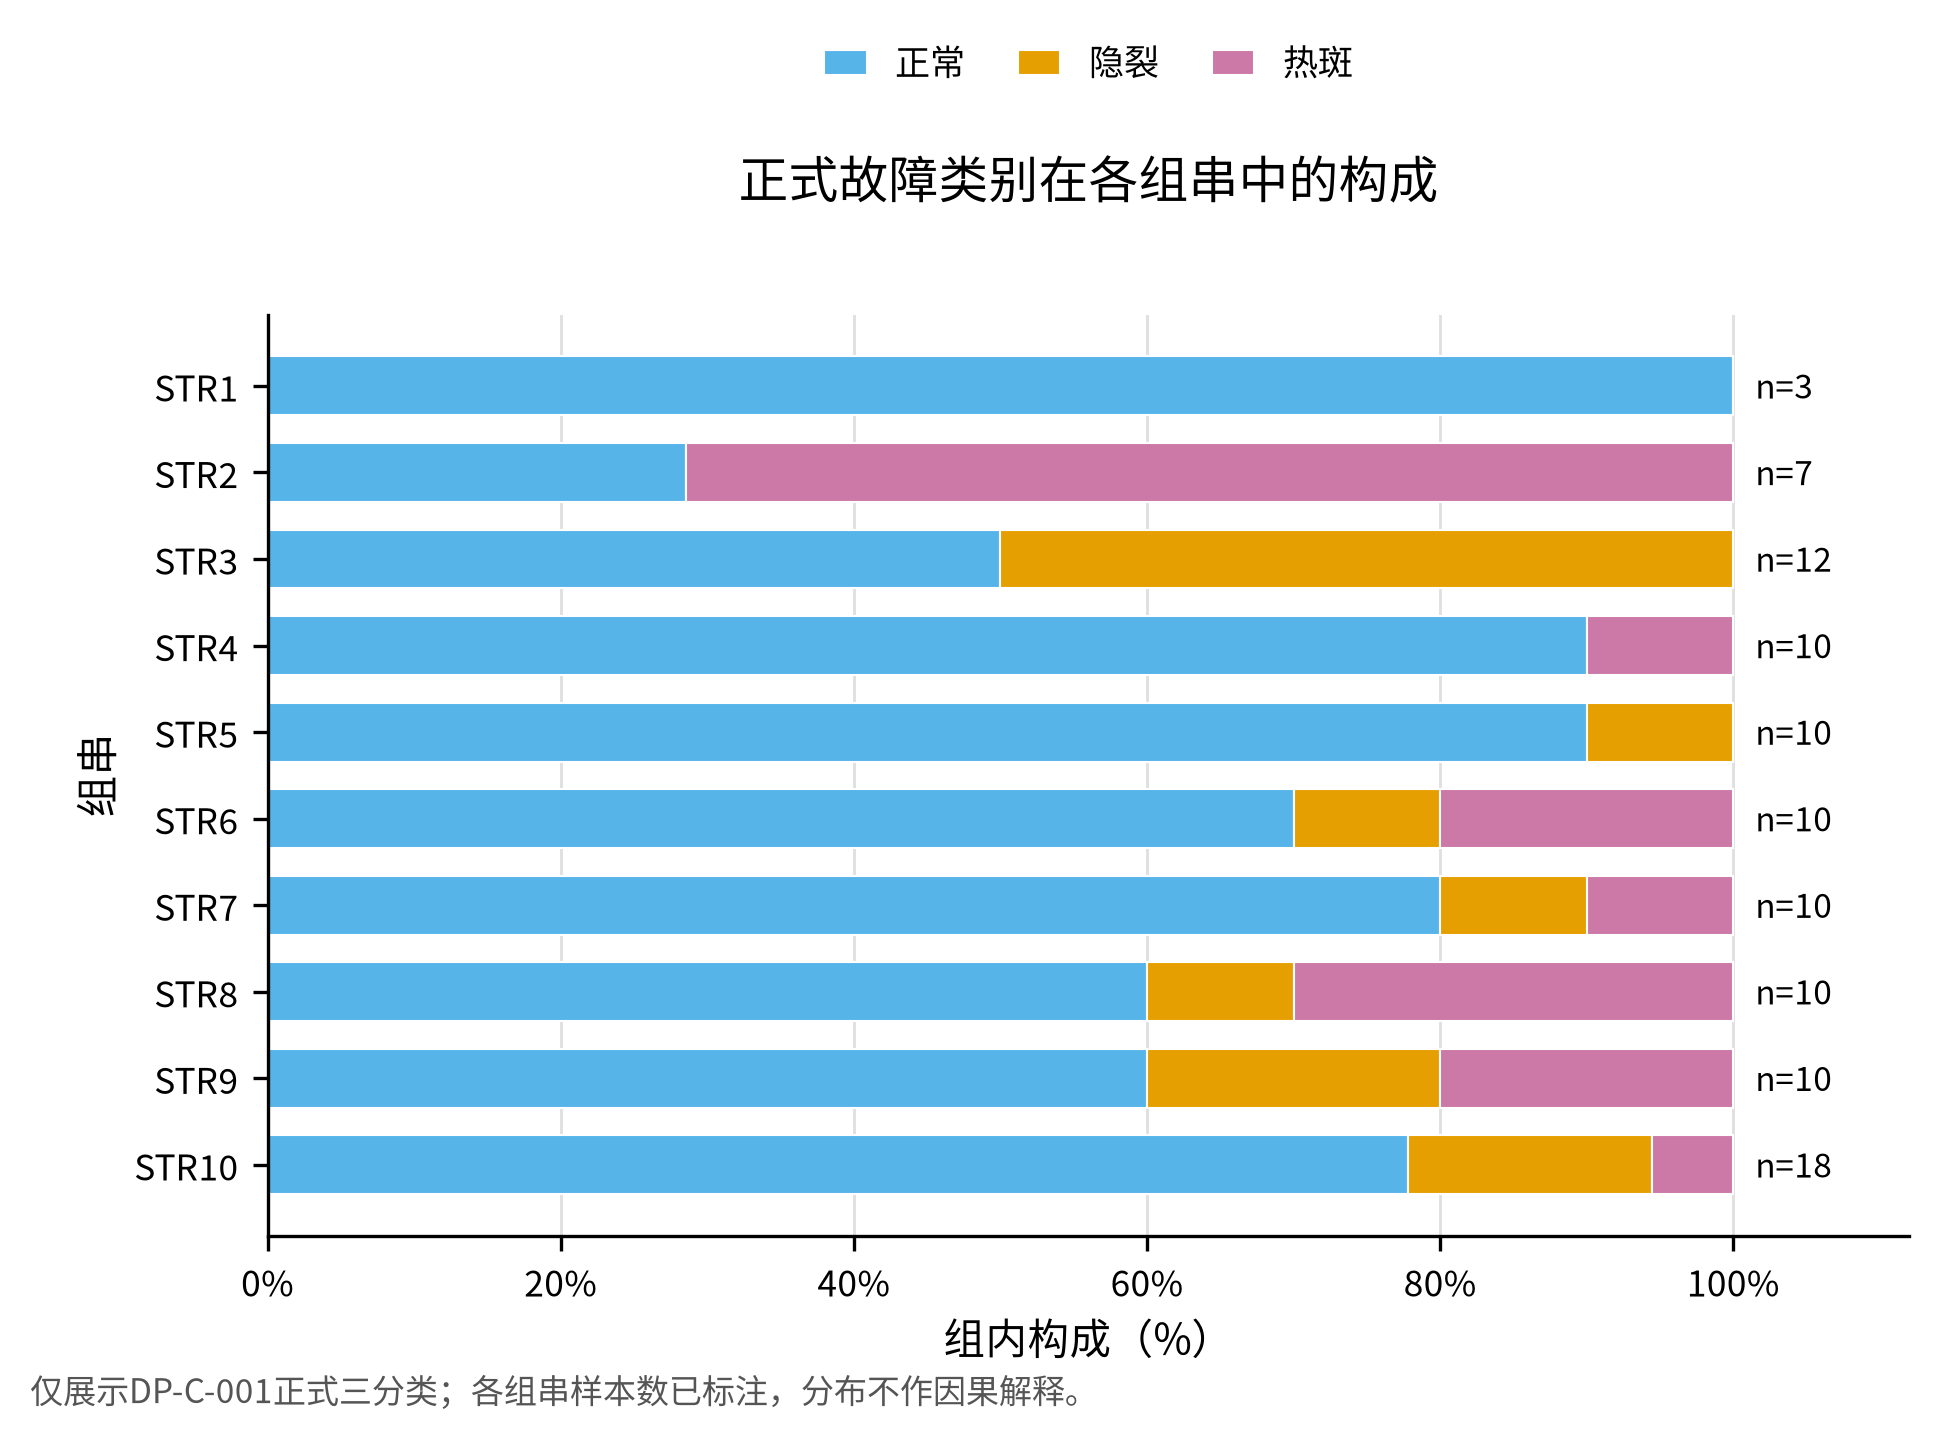 正常 隐裂 热斑
正式故障类别在各组串中的构成
组串
STR1 n=3
STR2 n=7
STR3 n=12
STR4 n=10
STR5 n=10
STR6 n=10
STR7 n=10
STR8 n=10
STR9 n=10
STR10 n=18
0% 20% 40% 60% 80% 100%
组内构成（%）
仅展示DP-C-001正式三分类；各组串样本数已标注，分布不作因果解释。